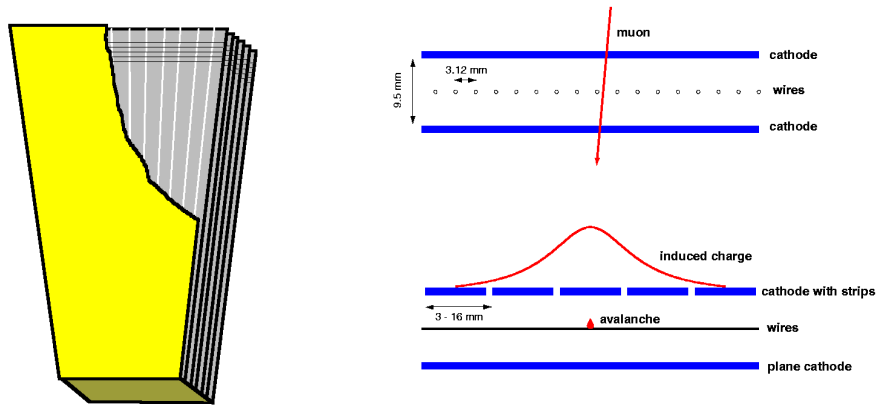 muon
cathode
3.12 mm
wires
9.5 mm
cathode
induced charge
cathode with strips
3 - 16 mm
avalanche
wires
plane cathode